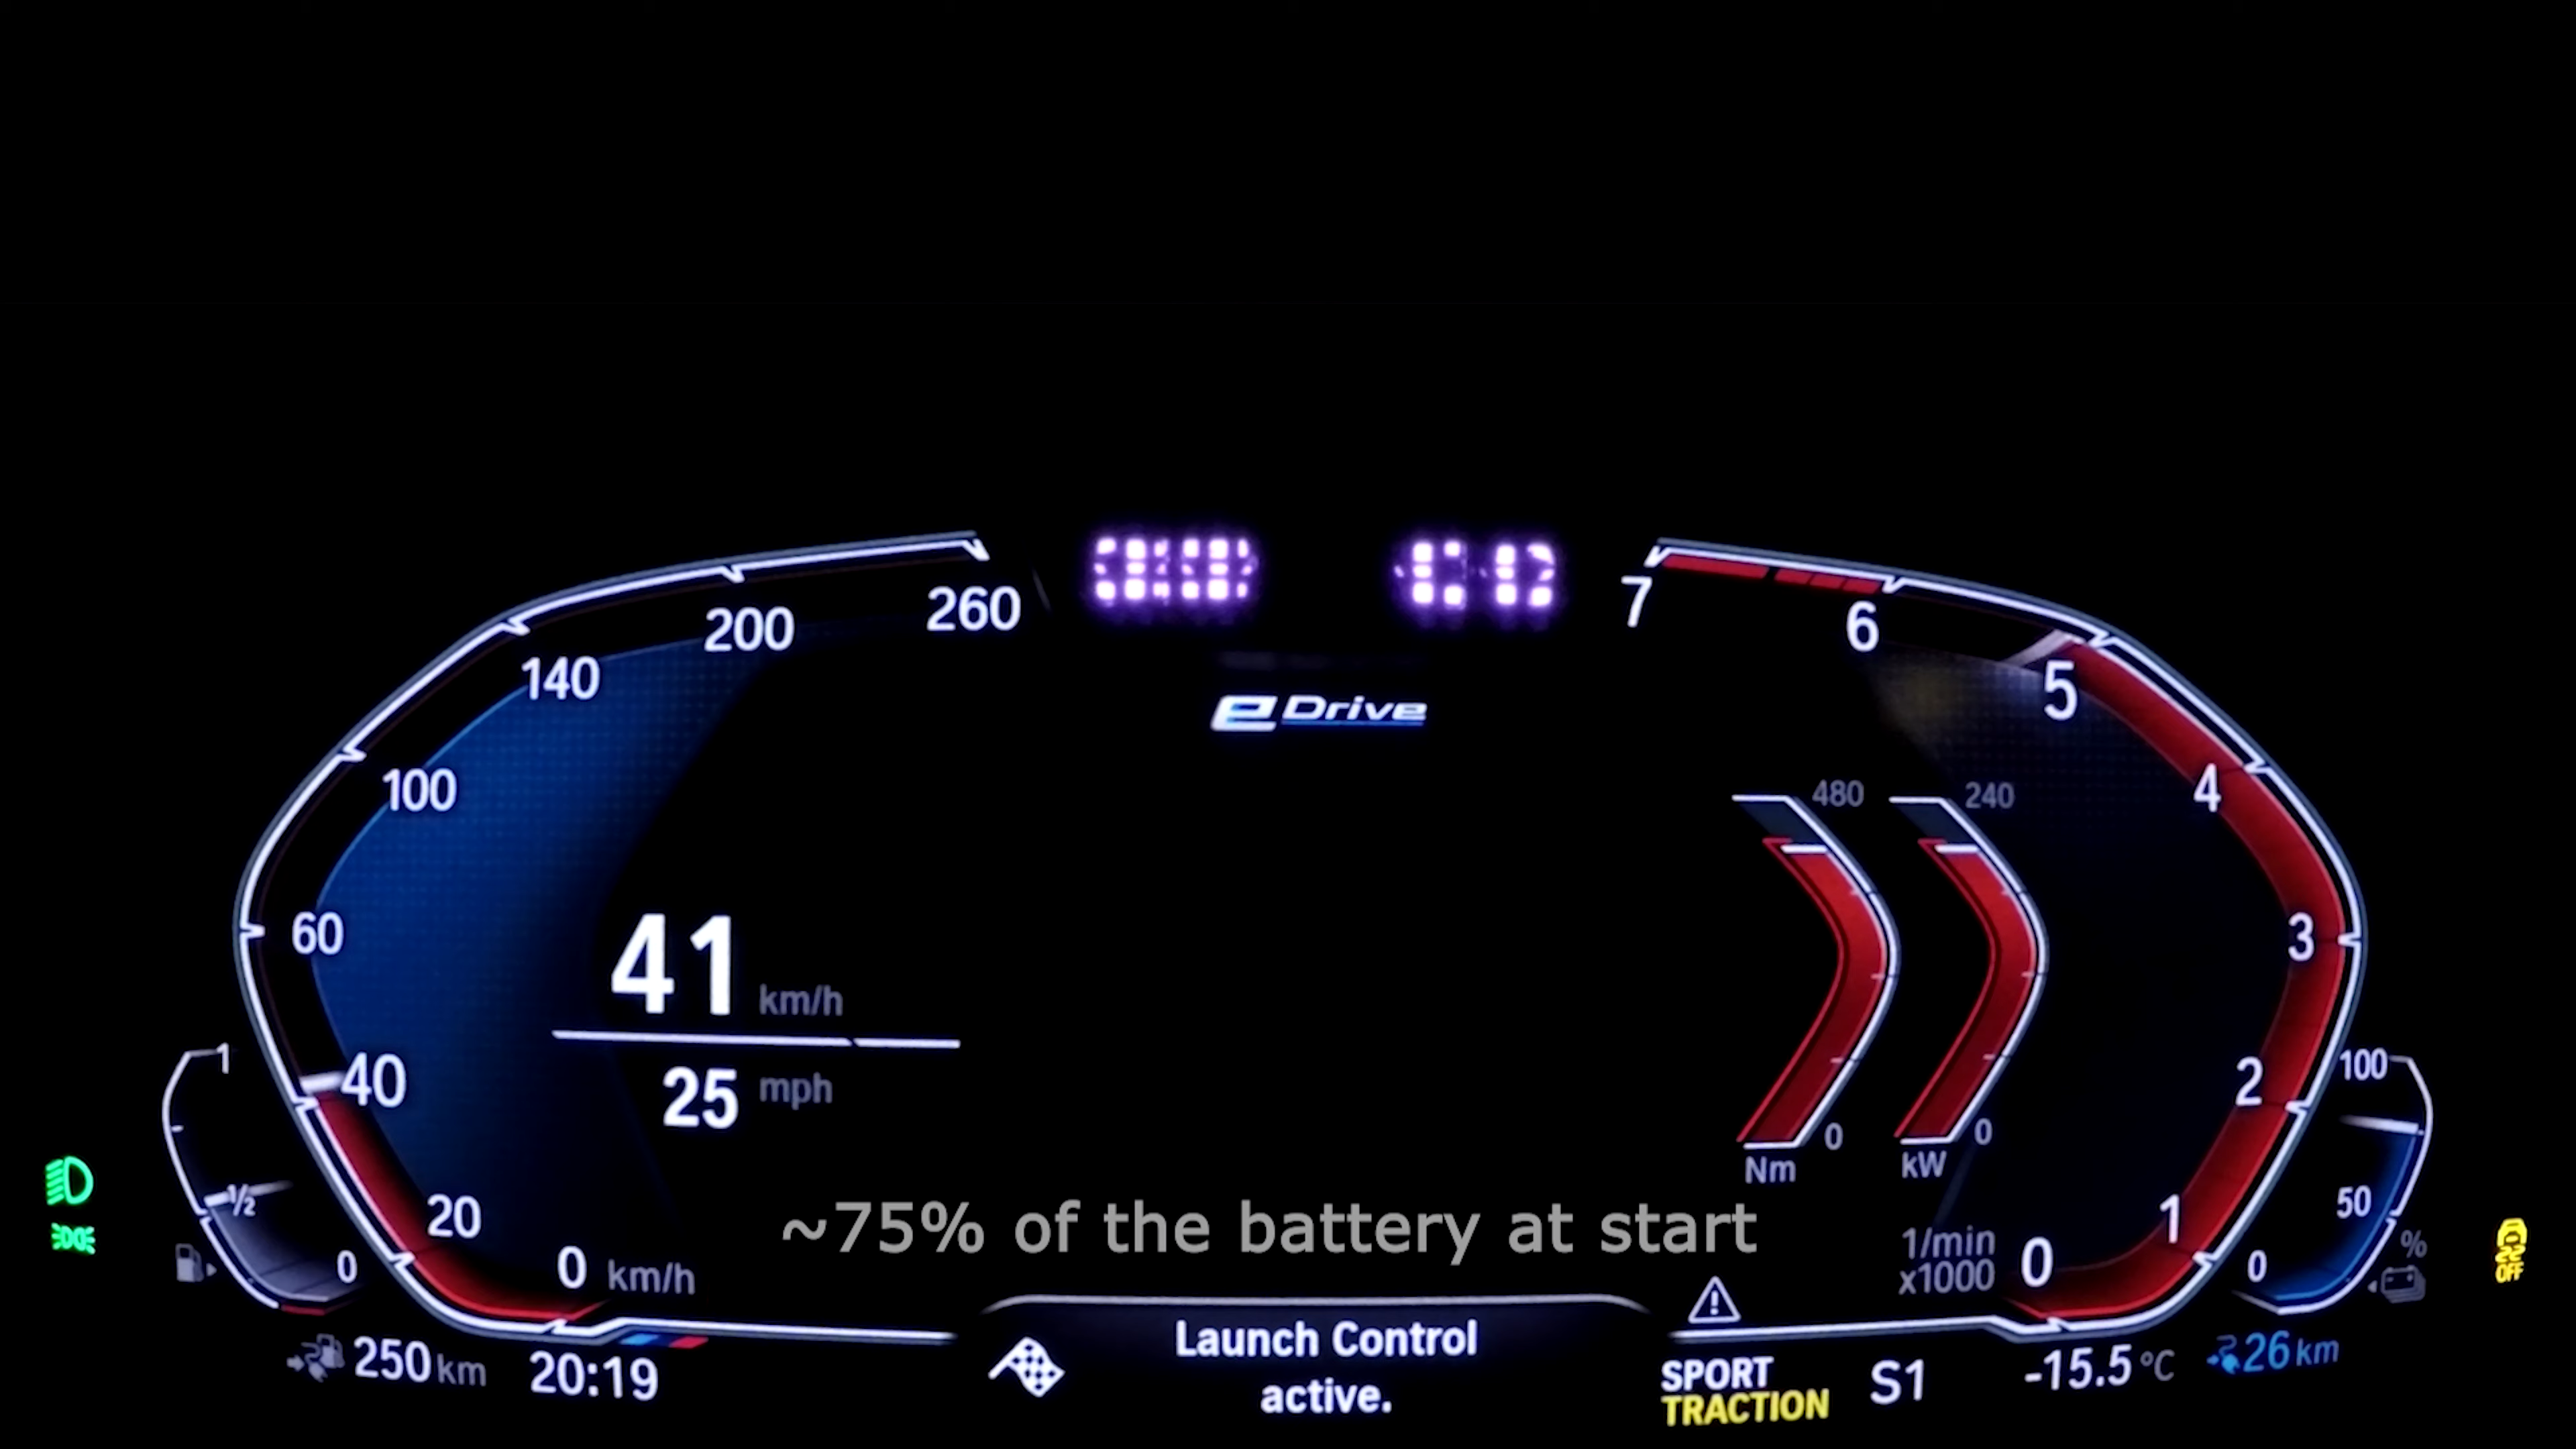 7
260
6
200
eDrive
5
140
480
240
100
4
60
3
41 km/h
25 mph
1
40
2
100
1/2
20
0
0 km/h
Nm
0
kW
0
1
50
0
%
1/min
x1000
0
~75% of the battery at start
OFF
250 km
20:19
Launch Control
active.
SPORT
TRACTION
S1
-15.5 °C
26 km